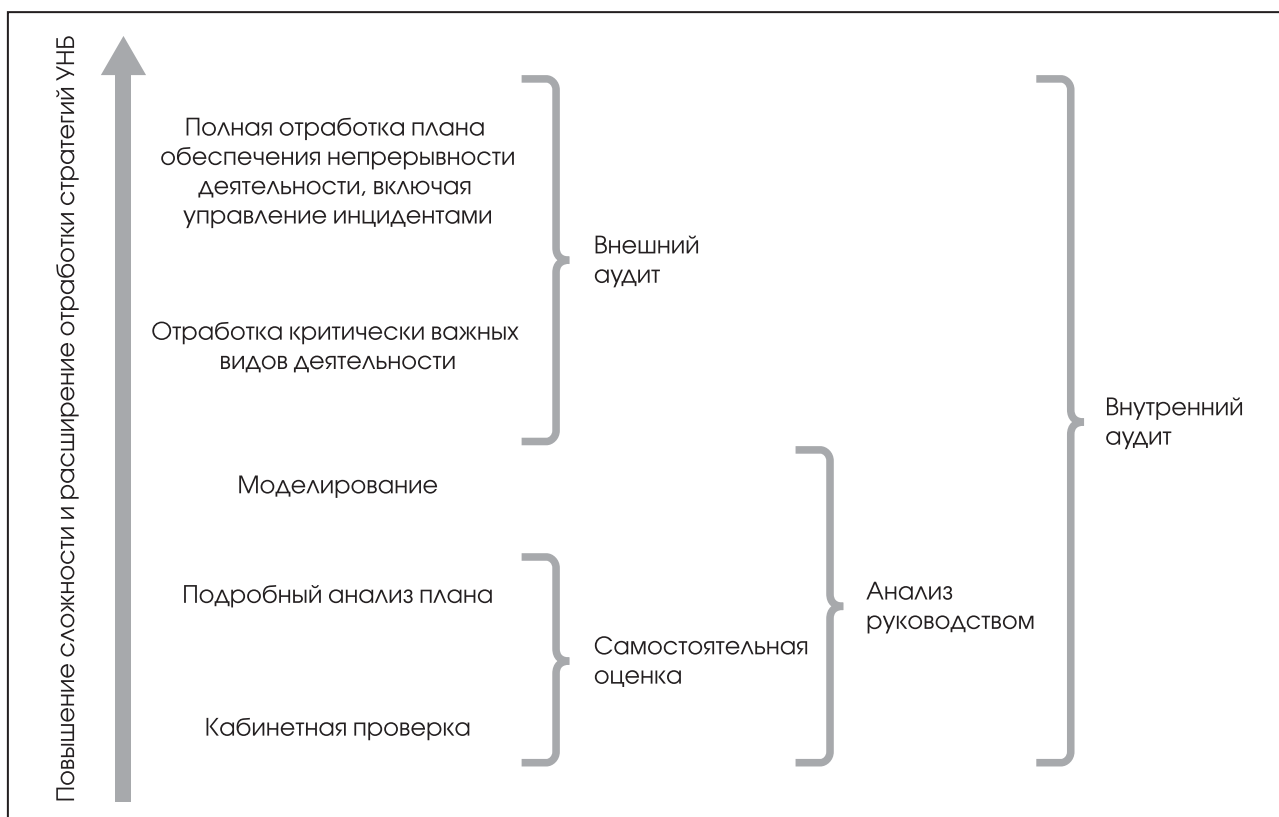 Повышение сложности и расширение отработки стратегий УНБ
Полная отработка плана
обеспечения непрерывности
деятельности, включая
управление инцидентами
Внешний
аудит
Отработка критически важных
видов деятельности
Внутренний
аудит
Моделирование
Подробный анализ плана
Анализ
руководством
Самостоятельная
оценка
Кабинетная проверка